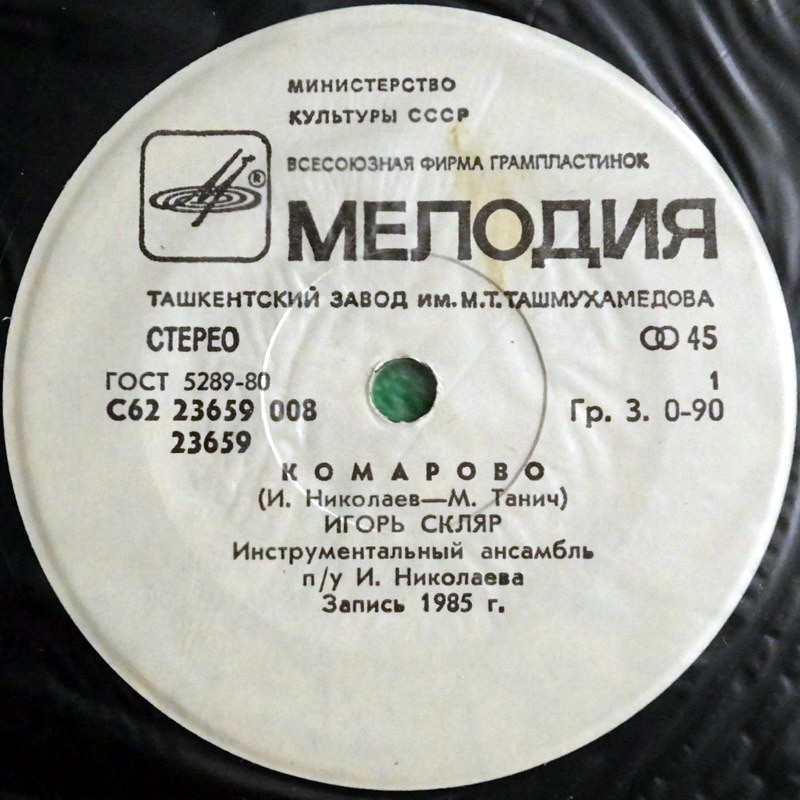 МИНИСТЕРСТВО
КУЛЬТУРЫ СССР
ВСЕСОЮЗНАЯ ФИРМА ГРАМПЛАСТИНОК
®
МЕЛОДИЯ
ТАШКЕНТСКИЙ ЗАВОД ИМ. М.Т.ТАШМУХАМЕДОВА
СТЕРЕО 45
ГОСТ 5289-80 1
С62 23659 008 Гр. 3. 0-90
23659
КОМАРОВО
(И. Николаев—М. Танич)
ИГОРЬ СКЛЯР
Инструментальный ансамбль
п/у И. Николаева
Запись 1985 г.